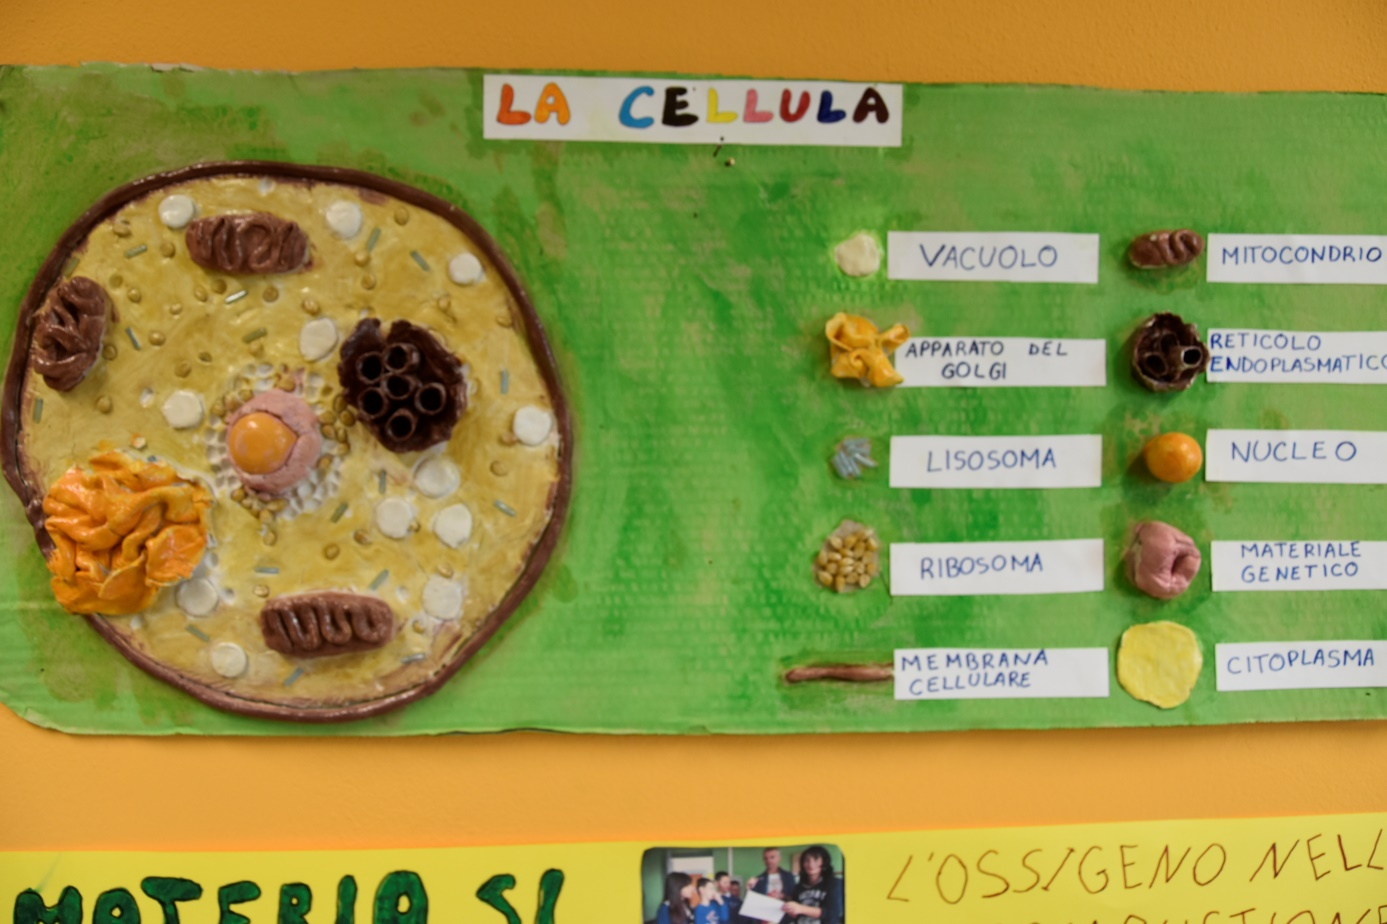 LA CELLULA
VACUOLO
MITOCONDRIO
APPARATO DEL
GOLGI
RETICOLO
ENDOPLASMATICO
LISOSOMA
NUCLEO
RIBOSOMA
MATERIALE
GENETICO
MEMBRANA
CELLULARE
CITOPLASMA
MATERIA SI
L'OSSIGENO NELL